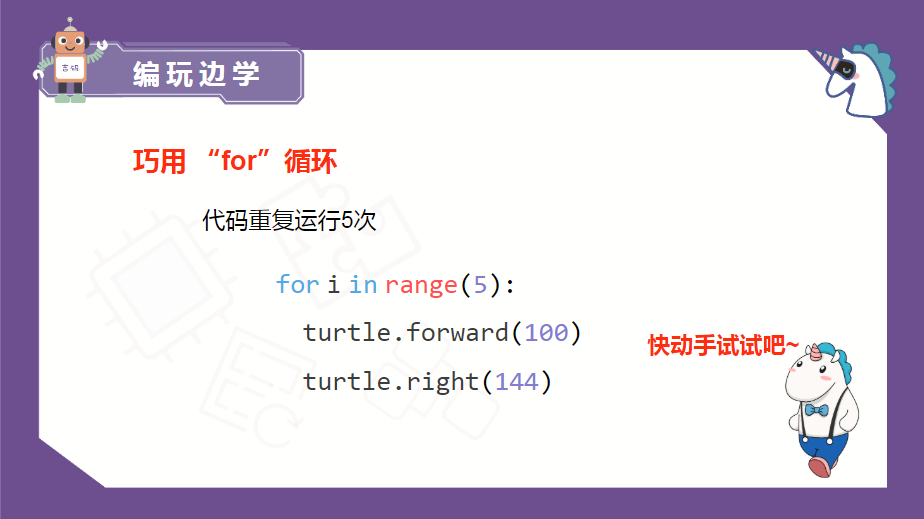 编玩边学
巧用 “for”循环
代码重复运行5次
for i in range(5):
turtle.forward(100)
turtle.right(144)
快动手试试吧~